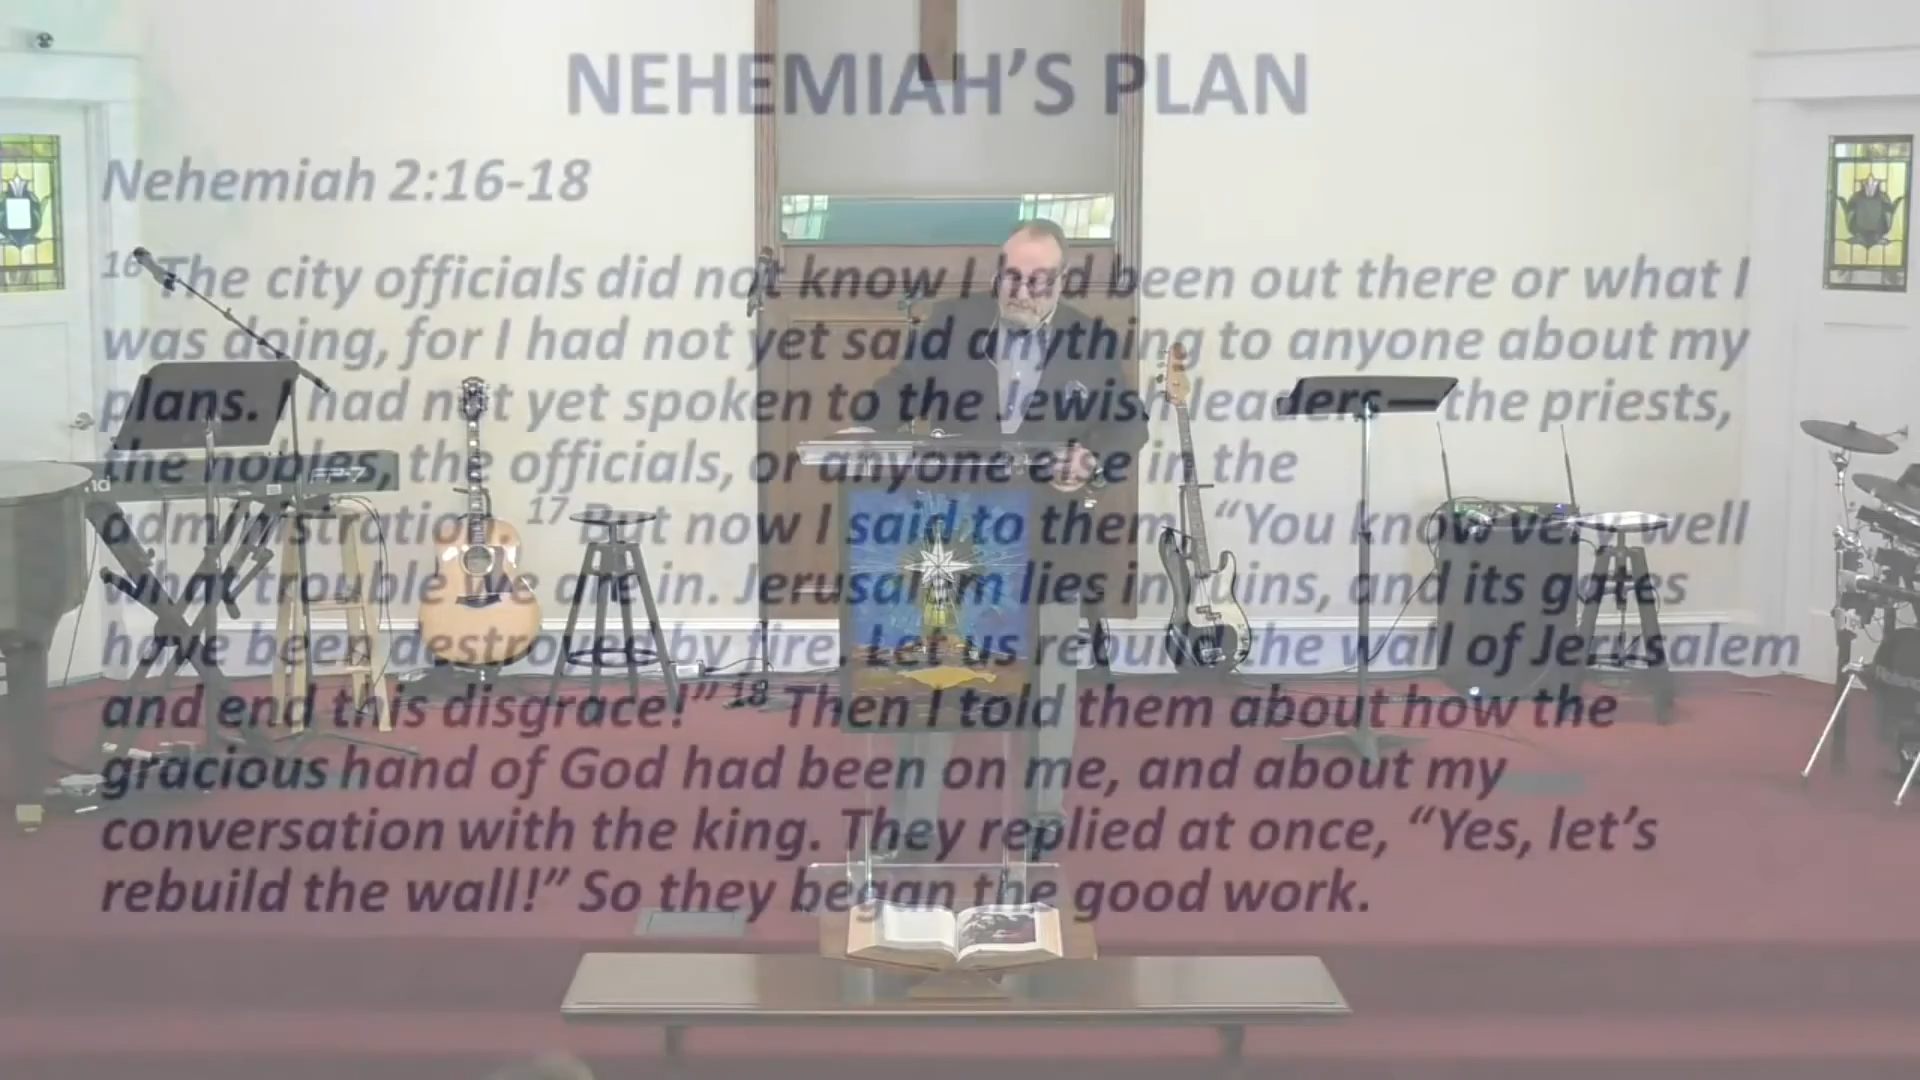 NEHEMIAH’S PLAN
Nehemiah 2:16-18
16 The city officials did not know I had been out there or what I
was doing, for I had not yet said anything to anyone about my
plans. I had not yet spoken to the Jewish leaders—the priests,
the nobles, the officials, or anyone else in the
administration. 17 But now I said to them, “You know very well
what trouble we are in. Jerusalem lies in ruins, and its gates
have been destroyed by fire. Let us rebuild the wall of Jerusalem
and end this disgrace!” 18 Then I told them about how the
gracious hand of God had been on me, and about my
conversation with the king. They replied at once, “Yes, let’s
rebuild the wall!” So they began the good work.
FP-7
Roland